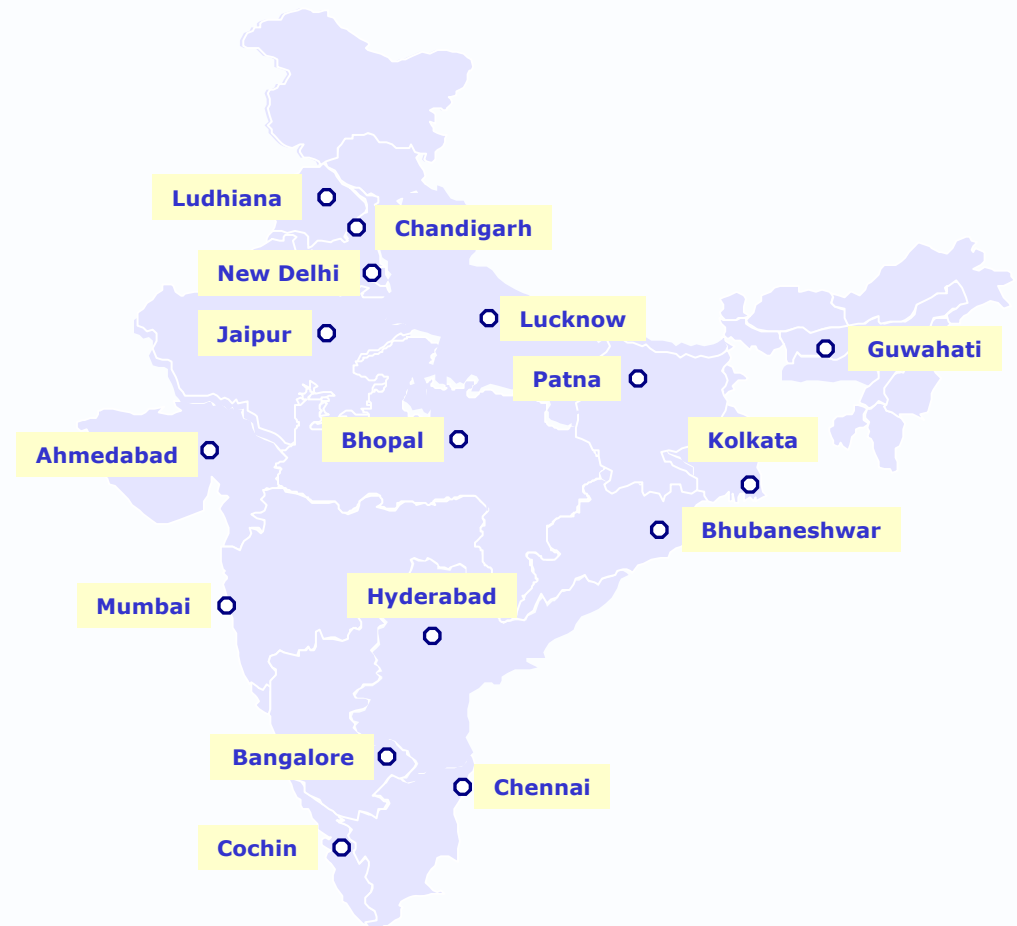 Ludhiana
Chandigarh
New Delhi
Lucknow
Jaipur
Guwahati
Patna
Bhopal
Kolkata
Ahmedabad
Bhubaneshwar
Hyderabad
Mumbai
Bangalore
Chennai
Cochin